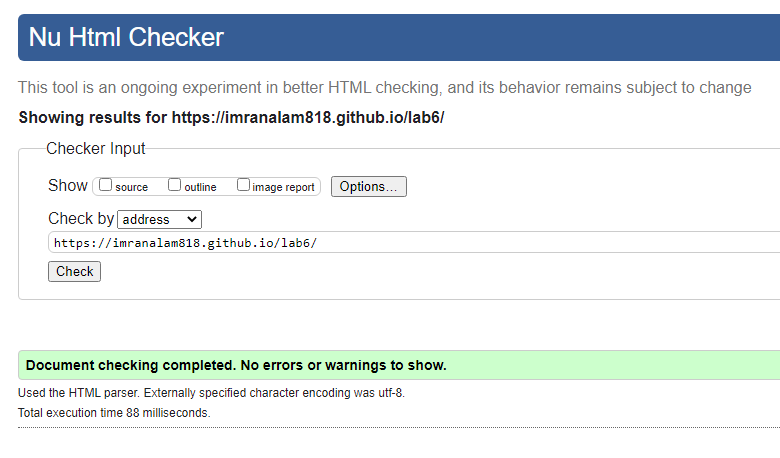 Nu Html Checker
This tool is an ongoing experiment in better HTML checking, and its behavior remains subject to change
Showing results for https://imranalam818.github.io/lab6/
Checker Input
Show source outline image report Options...
Check by address
https://imranalam818.github.io/lab6/
Check
Document checking completed. No errors or warnings to show.
Used the HTML parser. Externally specified character encoding was utf-8.
Total execution time 88 milliseconds.